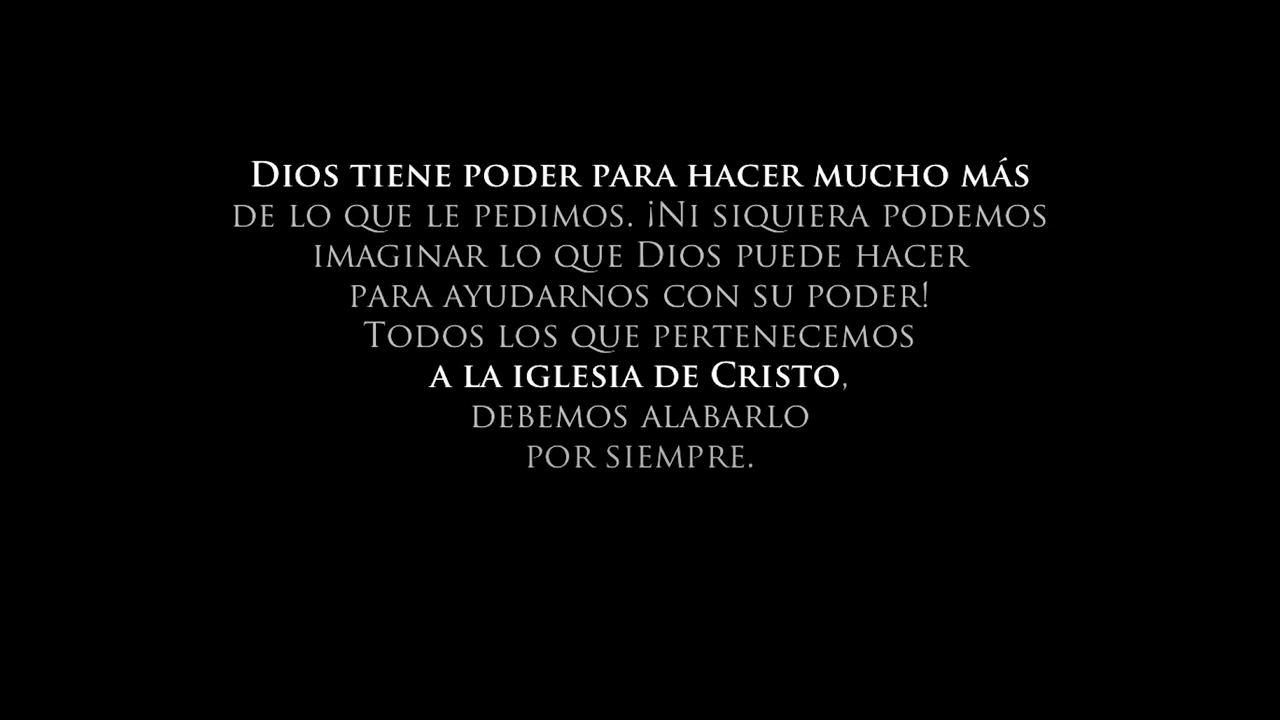 Dios tiene poder para hacer mucho más
de lo que le pedimos. ¡Ni siquiera podemos
imaginar lo que Dios puede hacer
para ayudarnos con su poder!
Todos los que pertenecemos
a la iglesia de Cristo,
debemos alabarlo
por siempre.